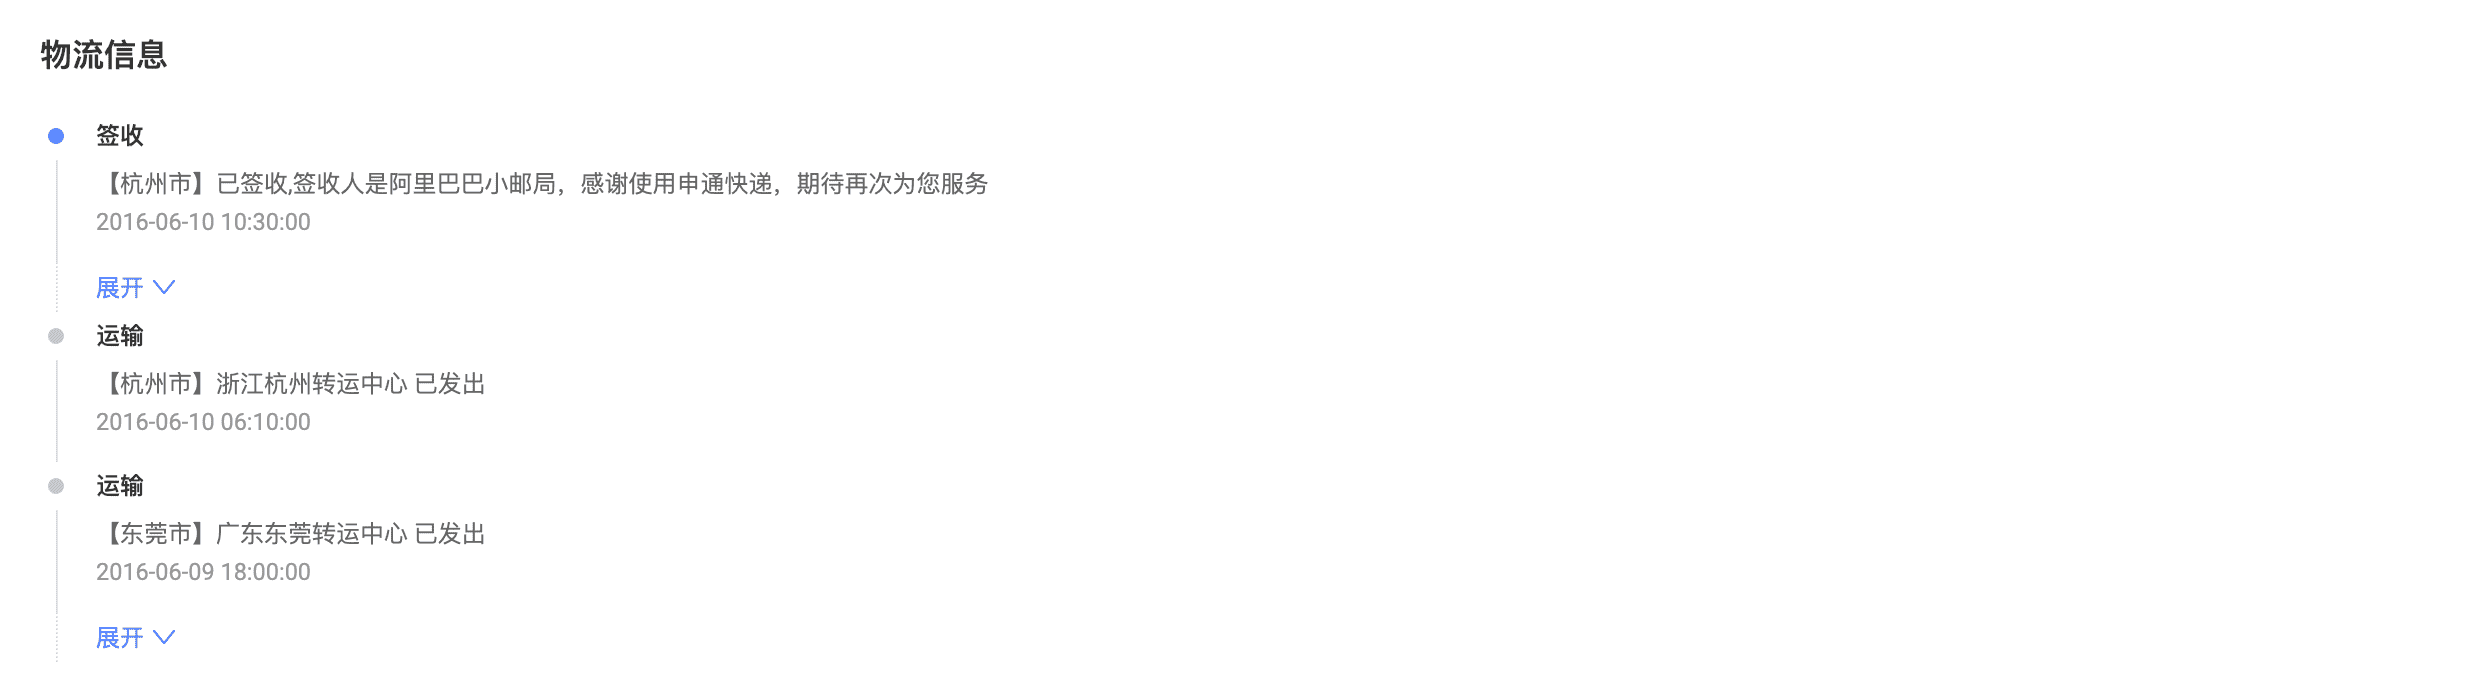 物流信息
签收
【杭州市】已签收,签收人是阿里巴巴小邮局，感谢使用申通快递，期待再次为您服务
2016-06-10 10:30:00
展开
运输
【杭州市】浙江杭州转运中心 已发出
2016-06-10 06:10:00
运输
【东莞市】广东东莞转运中心 已发出
2016-06-09 18:00:00
展开